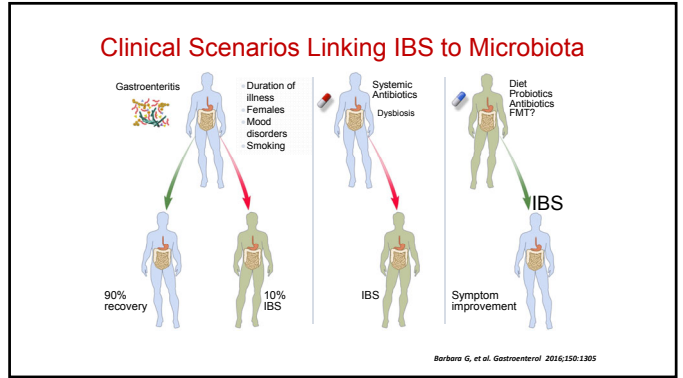 Clinical Scenarios Linking IBS to Microbiota
Gastroenteritis
Duration of
illness
Females
Mood
disorders
Smoking
90%
recovery
10%
IBS
Systemic
Antibiotics
Dysbiosis
IBS
Diet
Probiotics
Antibiotics
FMT?
IBS
Symptom
improvement
Barbara G, et al. Gastroenterol 2016;150:1305